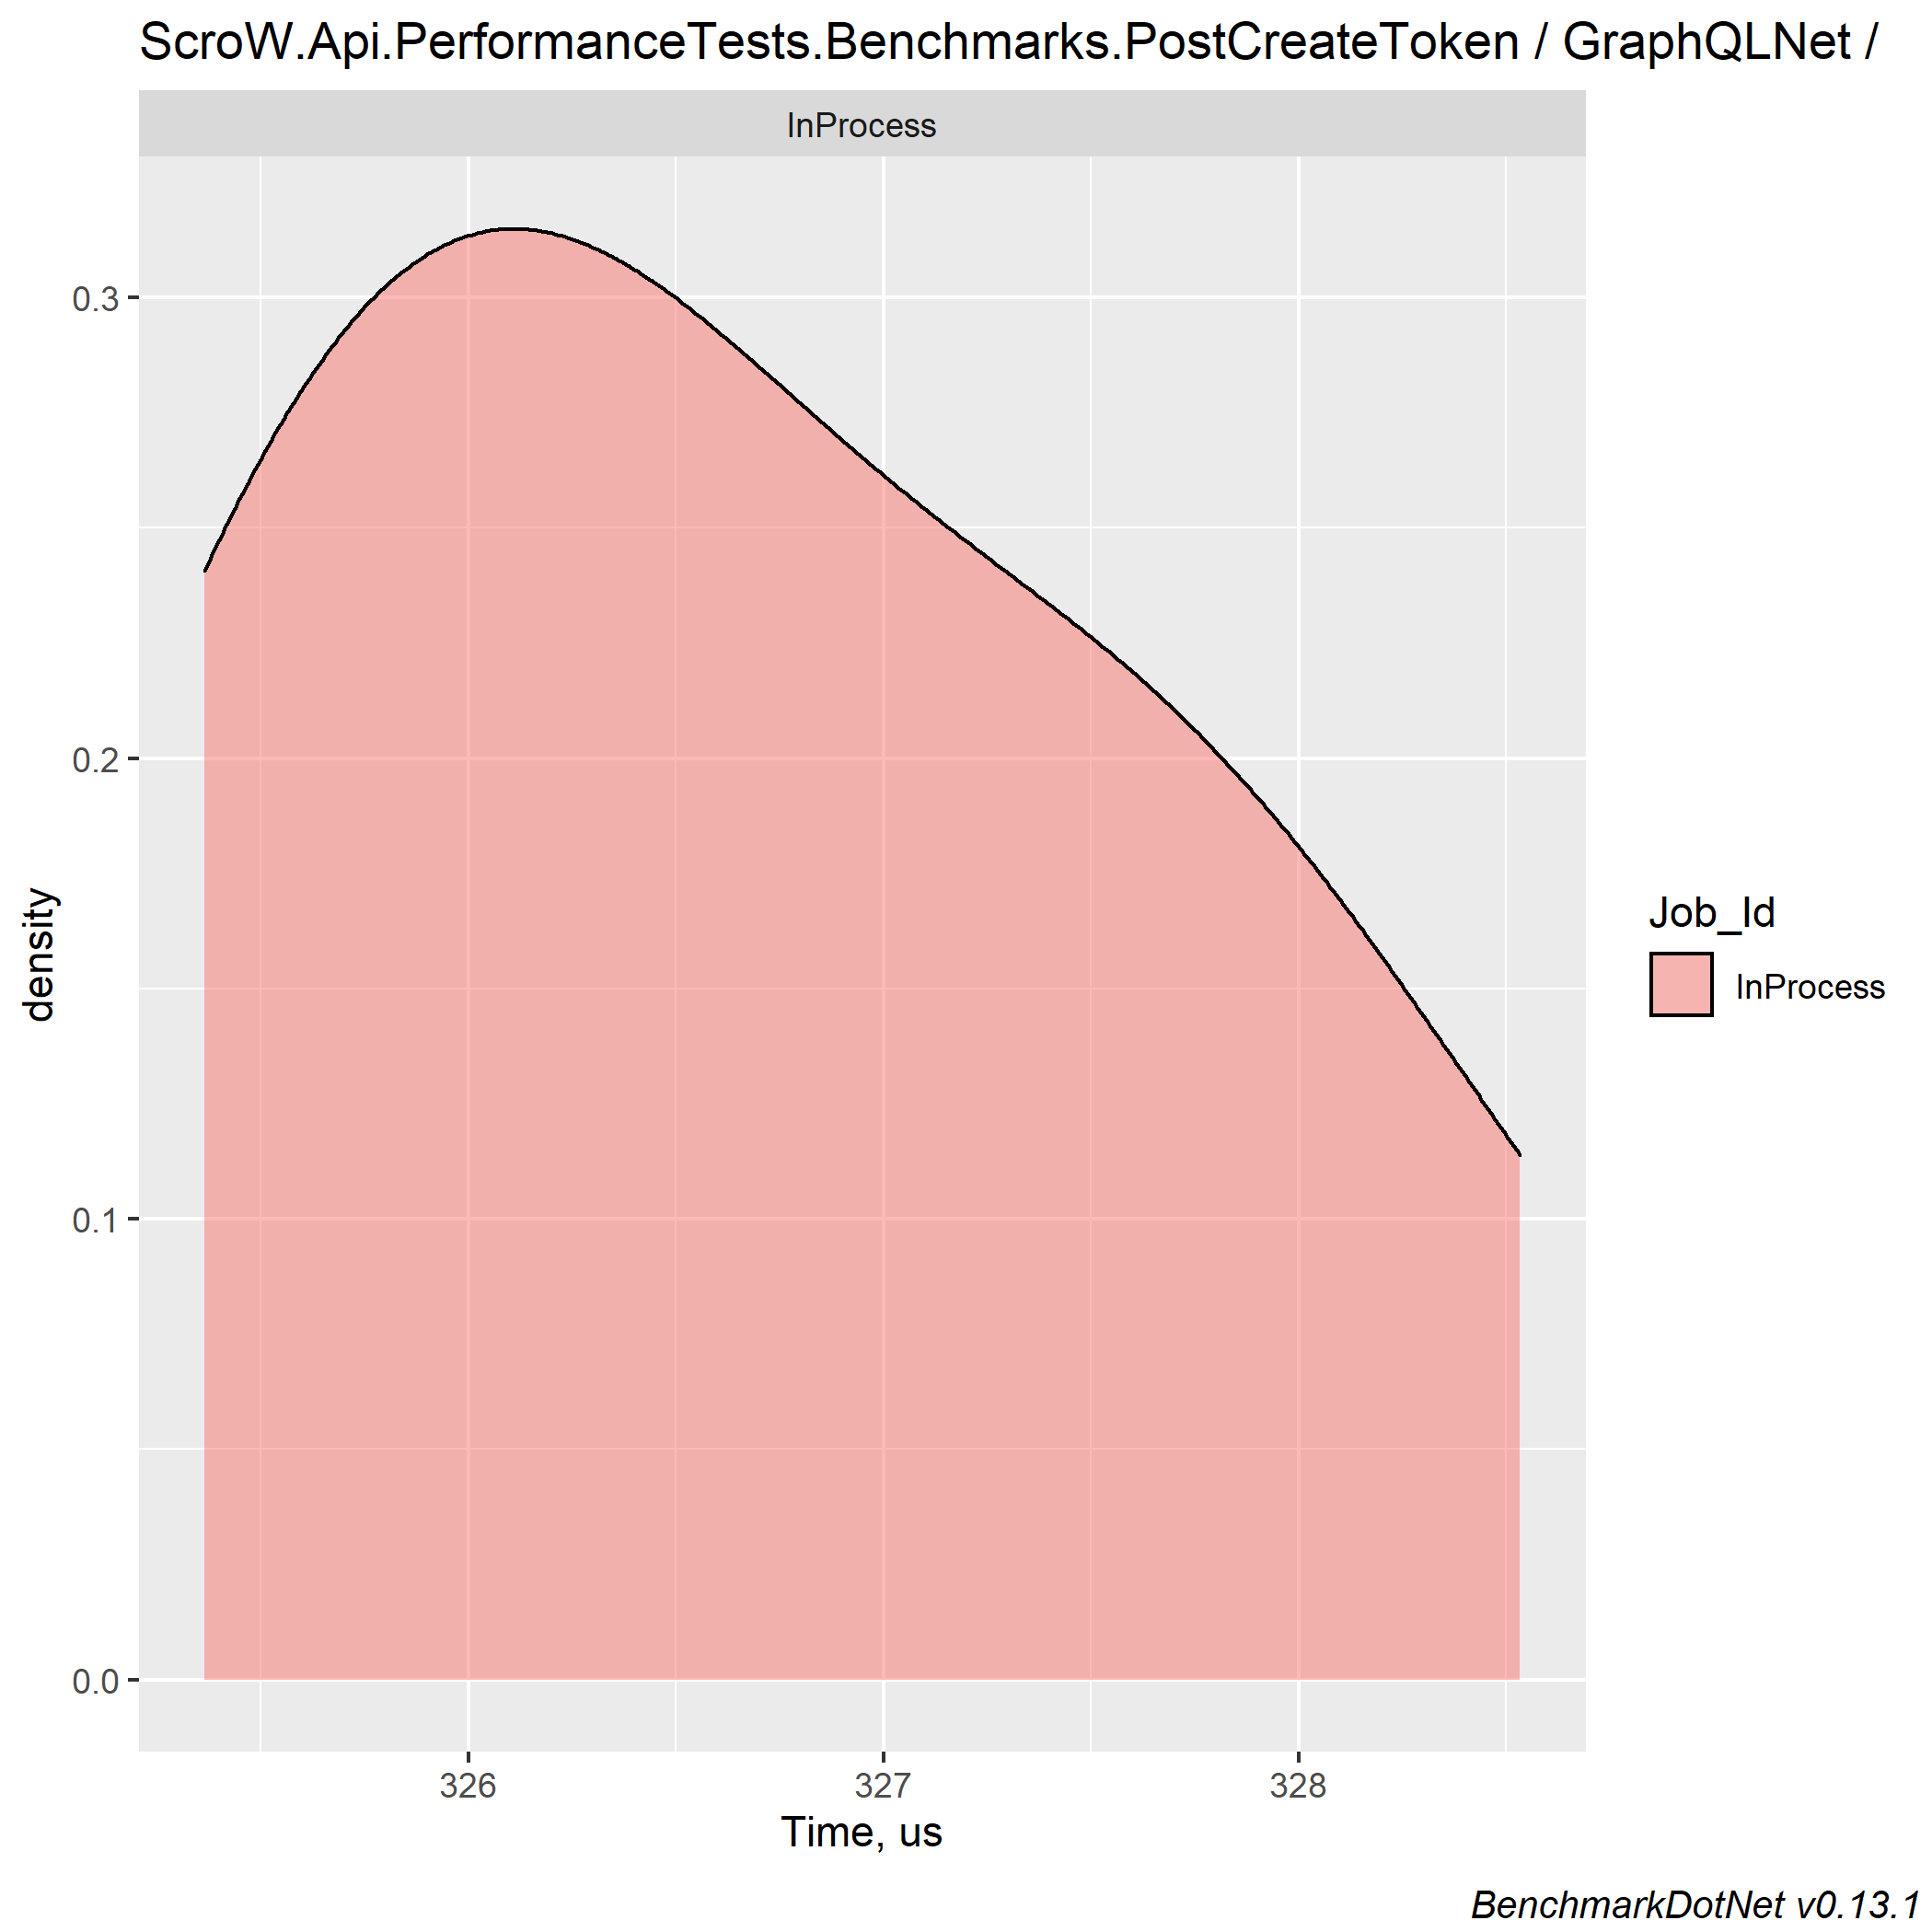 ScroW.Api.PerformanceTests.Benchmarks.PostCreateToken / GraphQLNet /
InProcess
0.3
0.2
0.1
0.0
density
326 327 328
Time, us
Job_Id
InProcess
BenchmarkDotNet v0.13.1